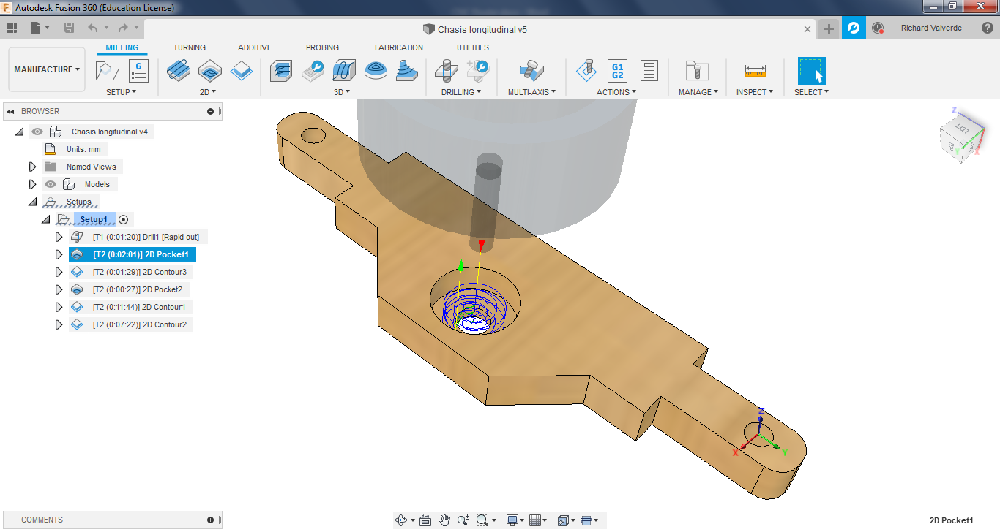 Autodesk Fusion 360 (Education License)
Chasis longitudinal v5
Richard Valverde
MILLING TURNING ADDITIVE PROBING FABRICATION UTILITIES
MANUFACTURE
G
G1
G2
SETUP 2D 3D DRILLING MULTI-AXIS ACTIONS MANAGE INSPECT SELECT
BROWSER
Chasis longitudinal v4
Units: mm
Named Views
Models
Setups
Setup1
[T1 (0:01:20)] Drill1 [Rapid out]
[T2 (0:02:01)] 2D Pocket1
[T2 (0:01:29)] 2D Contour3
[T2 (0:00:27)] 2D Pocket2
[T2 (0:11:44)] 2D Contour1
[T2 (0:07:22)] 2D Contour2
Z
LEFT
Y
X
Z
X
Y
COMMENTS
2D Pocket1